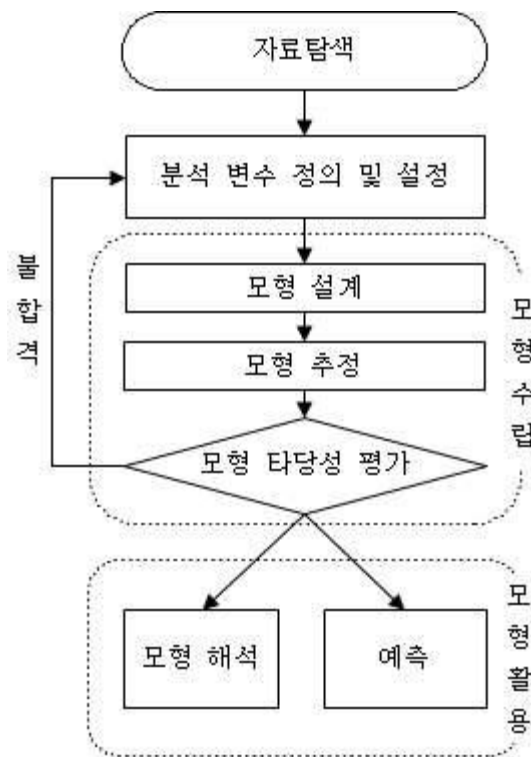 자료탐색
분석 변수 정의 및 설정
불합격
모형 설계
모형 추정
모형 타당성 평가
모형수립
모형 해석
예측
모형활용